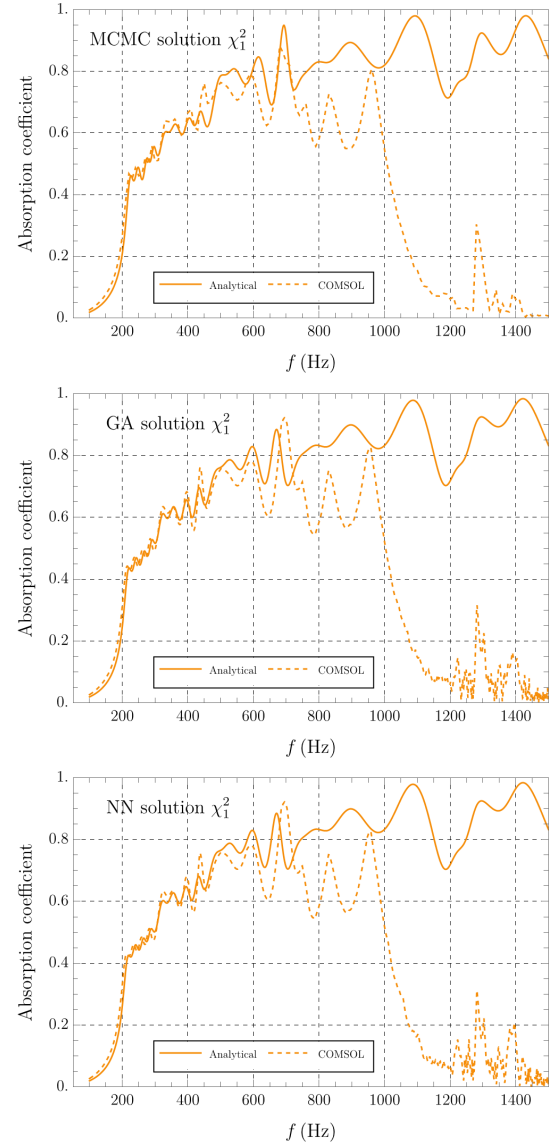 1.
MCMC solution χ₁²
0.8
0.6
0.4
0.2
0.
Absorption coefficient
Analytical COMSOL
200 400 600 800 1000 1200 1400
f (Hz)
1.
GA solution χ₁²
0.8
0.6
0.4
0.2
0.
Absorption coefficient
Analytical COMSOL
200 400 600 800 1000 1200 1400
f (Hz)
1.
NN solution χ₁²
0.8
0.6
0.4
0.2
0.
Absorption coefficient
Analytical COMSOL
200 400 600 800 1000 1200 1400
f (Hz)